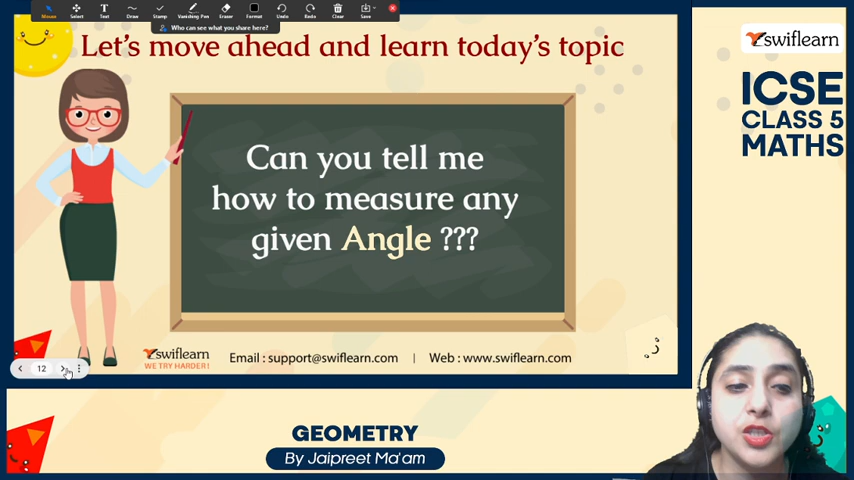 Mouse Select Text Draw Stamp Vanishing Pen Eraser Format Undo Redo Clear Save
Who can see what you share here?
Let's move ahead and learn today's topic
swiflearn
ICSE
CLASS 5
MATHS
Can you tell me
how to measure any
given Angle ???
swiflearn
WE TRY HARDER!
Email : support@swiflearn.com | Web : www.swiflearn.com
12
GEOMETRY
By Jaipreet Ma'am